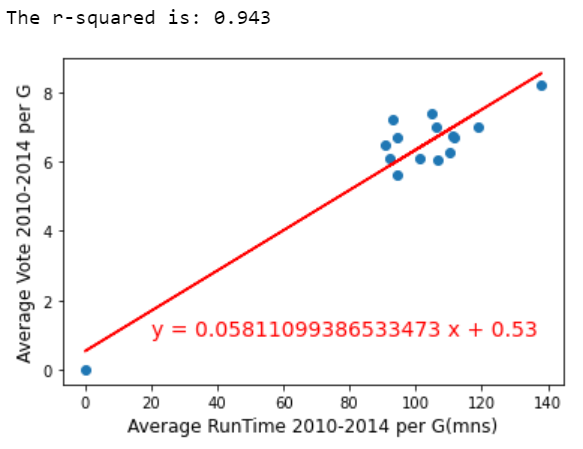 The r-squared is: 0.943
8
6
4
2
0
Average Vote 2010-2014 per G
y = 0.05811099386533473 x + 0.53
0 20 40 60 80 100 120 140
Average RunTime 2010-2014 per G(mns)